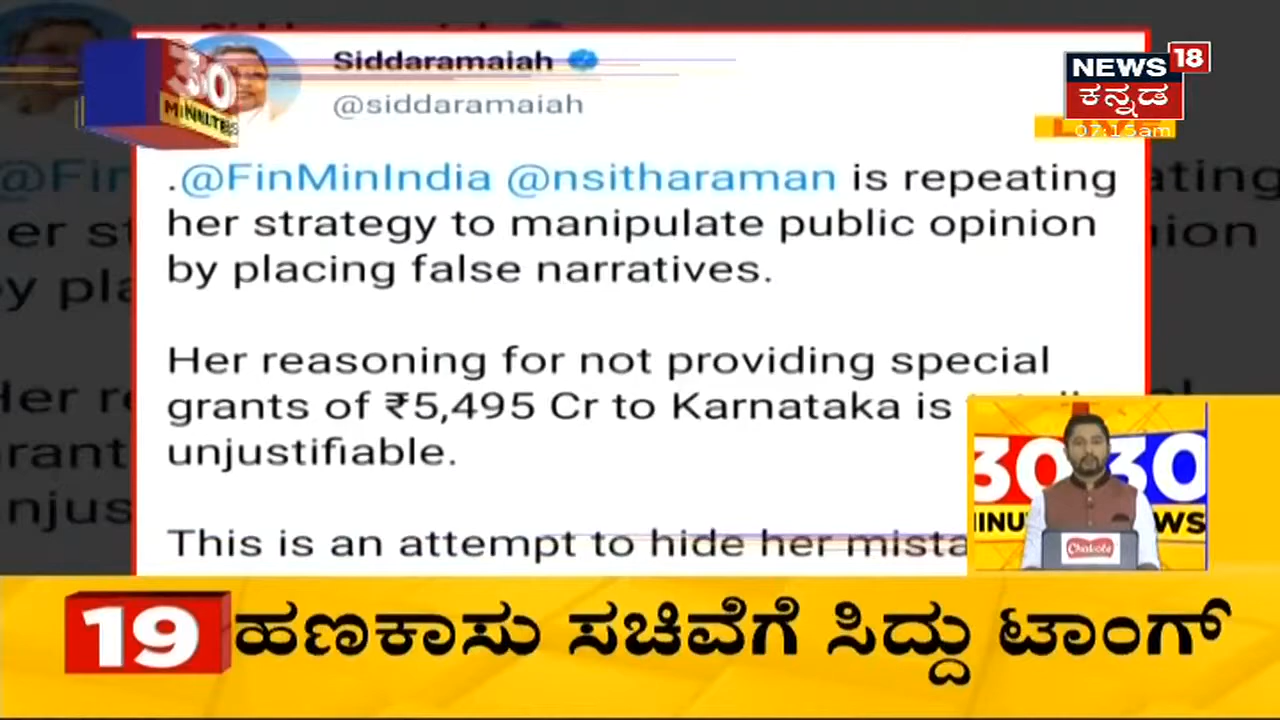 Siddaramaiah
@siddaramaiah
30
MINUTES
NEWS 18
ಕನ್ನಡ
LIVE
07:15am
.@FinMinIndia @nsitharaman is repeating
her strategy to manipulate public opinion
by placing false narratives.
Her reasoning for not providing special
grants of ₹5,495 Cr to Karnataka is
unjustifiable.
This is an attempt to hide her mista
30 30
19 ಹಣಕಾಸು ಸಚಿವೆಗೆ ಸಿದ್ದು ಟಾಂಗ್